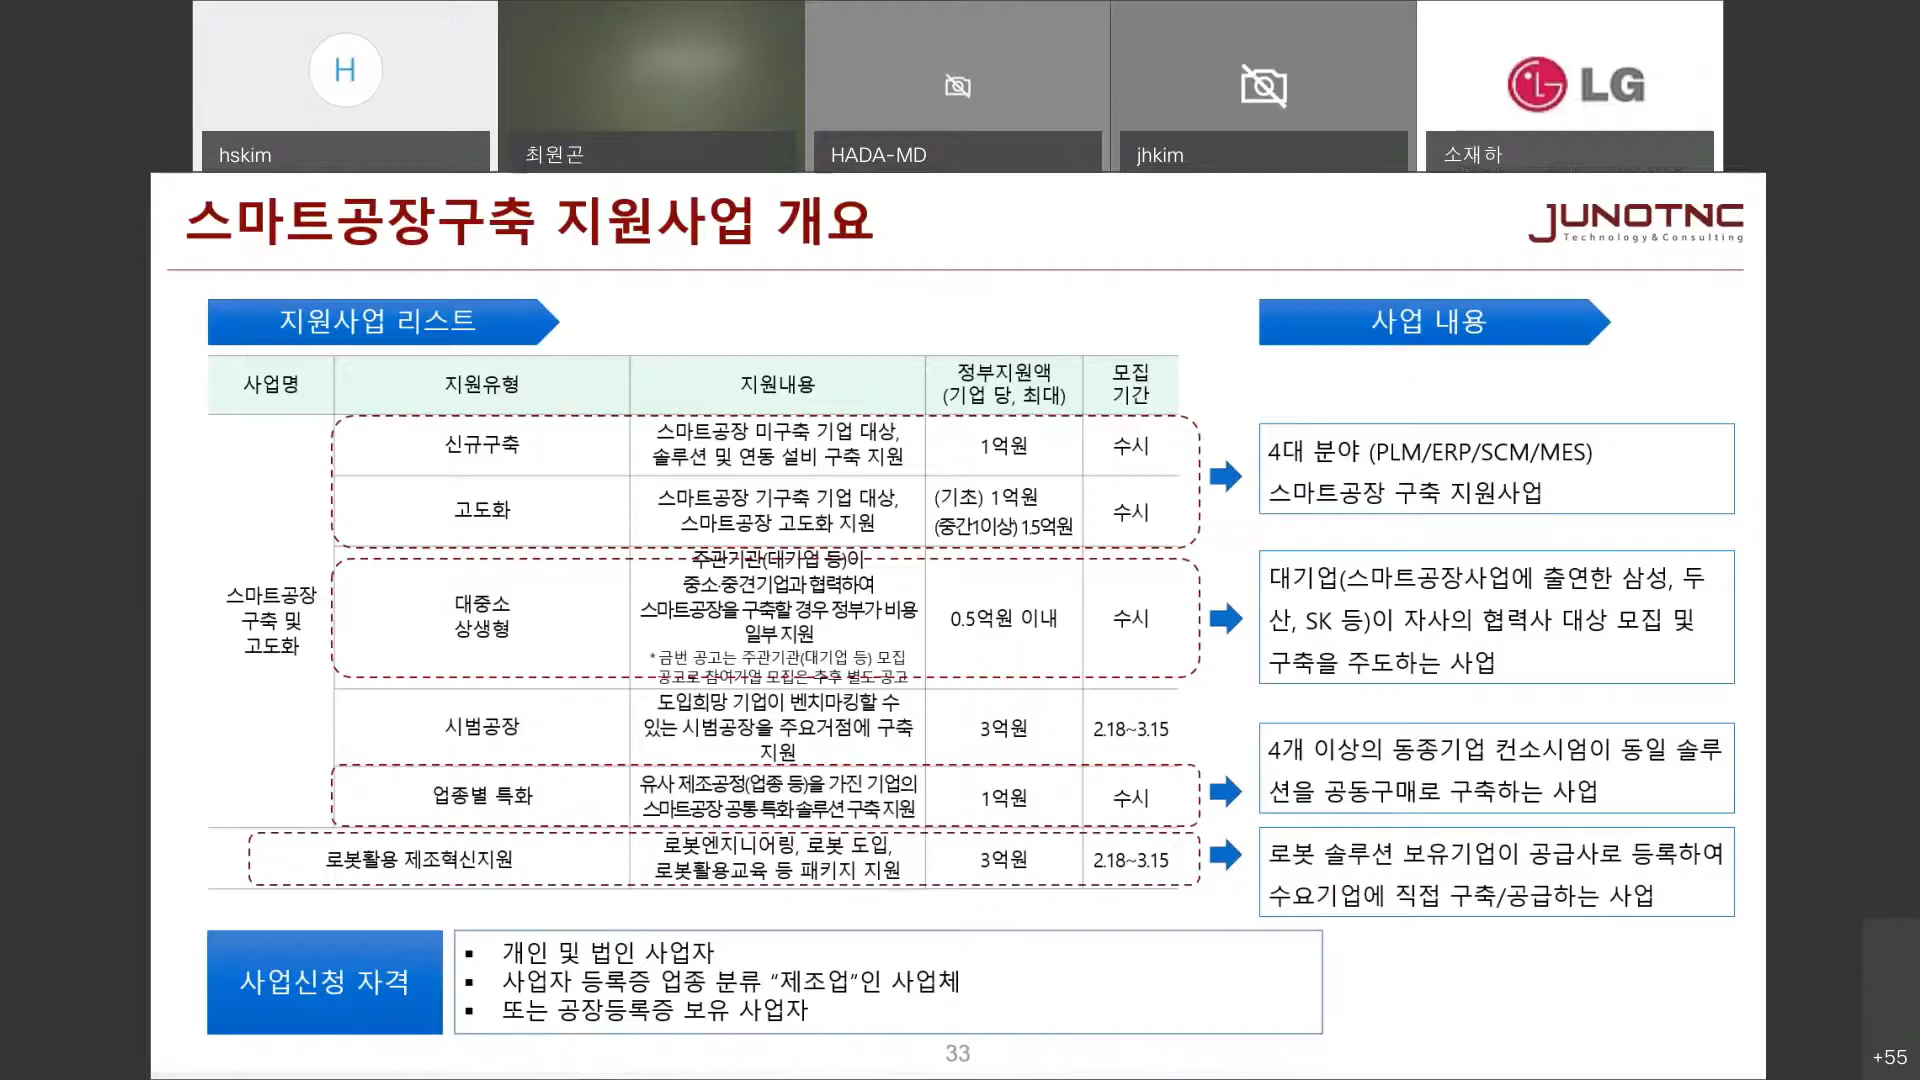 H
hskim
최원곤
HADA-MD
jhkim
LG
소재하
스마트공장구축 지원사업 개요
JUNOTNC
Technology&Consulting
지원사업 리스트
사업명
지원유형
지원내용
정부지원액
(기업 당, 최대)
모집
기간
스마트공장
구축 및
고도화
신규구축
스마트공장 미구축 기업 대상,
솔루션 및 연동 설비 구축 지원
1억원
수시
고도화
스마트공장 기구축 기업 대상,
스마트공장 고도화 지원
(기초) 1억원
(중간1이상) 1.5억원
수시
대중소
상생형
주관기관(대기업 등)이
중소·중견기업과 협력하여
스마트공장을 구축할 경우 정부가 비용
일부 지원
* 금번 공고는 주관기관(대기업 등) 모집
공고로 참여기업 모집은 추후 별도 공고
0.5억원 이내
수시
시범공장
도입희망 기업이 벤치마킹할 수
있는 시범공장을 주요거점에 구축
지원
3억원
2.18~3.15
업종별 특화
유사 제조공정(업종 등)을 가진 기업의
스마트공장 공통 특화 솔루션 구축 지원
1억원
수시
로봇활용 제조혁신지원
로봇엔지니어링, 로봇 도입,
로봇활용교육 등 패키지 지원
3억원
2.18~3.15
사업 내용
4대 분야 (PLM/ERP/SCM/MES)
스마트공장 구축 지원사업
대기업(스마트공장사업에 출연한 삼성, 두
산, SK 등)이 자사의 협력사 대상 모집 및
구축을 주도하는 사업
4개 이상의 동종기업 컨소시엄이 동일 솔루
션을 공동구매로 구축하는 사업
로봇 솔루션 보유기업이 공급사로 등록하여
수요기업에 직접 구축/공급하는 사업
사업신청 자격
▪ 개인 및 법인 사업자
▪ 사업자 등록증 업종 분류 “제조업”인 사업체
▪ 또는 공장등록증 보유 사업자
33
+55